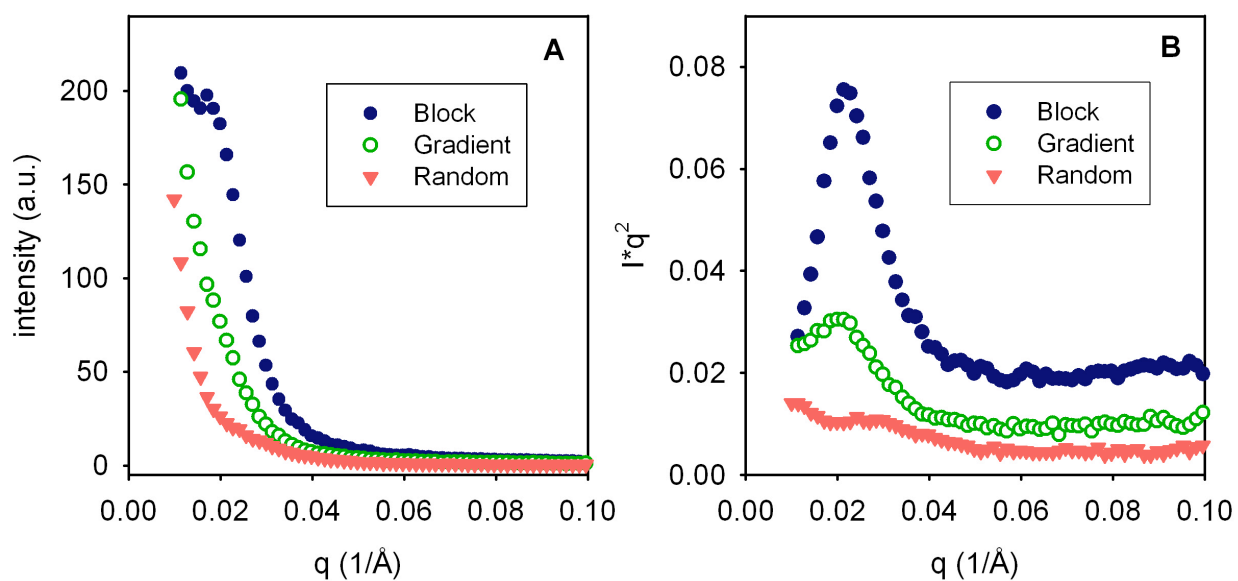 A
200
150
100
50
0
intensity (a.u.)
Block
Gradient
Random
0.00 0.02 0.04 0.06 0.08 0.10
q (1/Å)
B
0.08
0.06
0.04
0.02
0.00
I*q²
Block
Gradient
Random
0.00 0.02 0.04 0.06 0.08 0.10
q (1/Å)